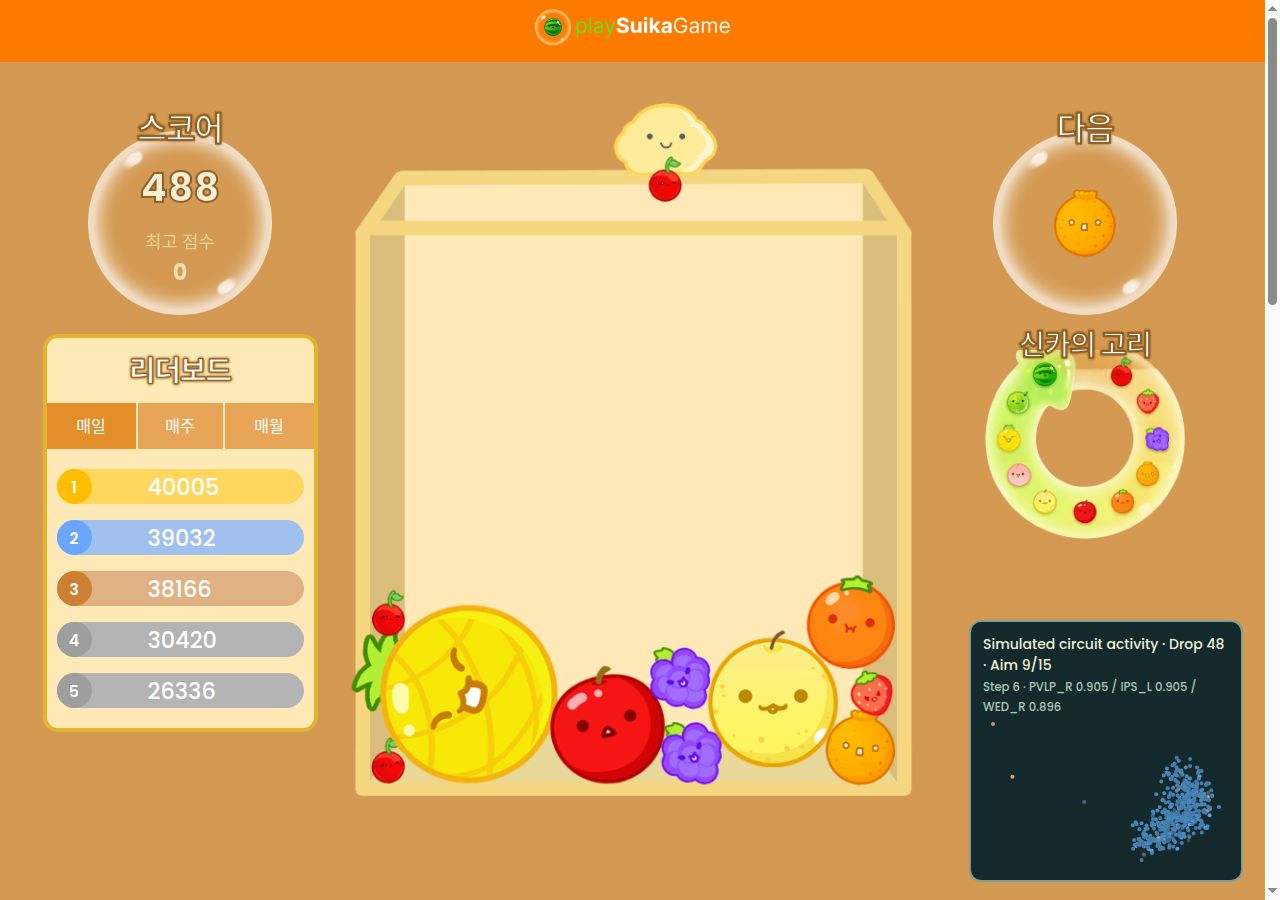 playSuikaGame
스코어
488
최고 점수
0
다음
신카의 고리
리더보드
매일 매주 매월
1 40005
2 39032
3 38166
4 30420
5 26336
Simulated circuit activity · Drop 48
· Aim 9/15
Step 6 · PVLP_R 0.905 / IPS_L 0.905 /
WED_R 0.896